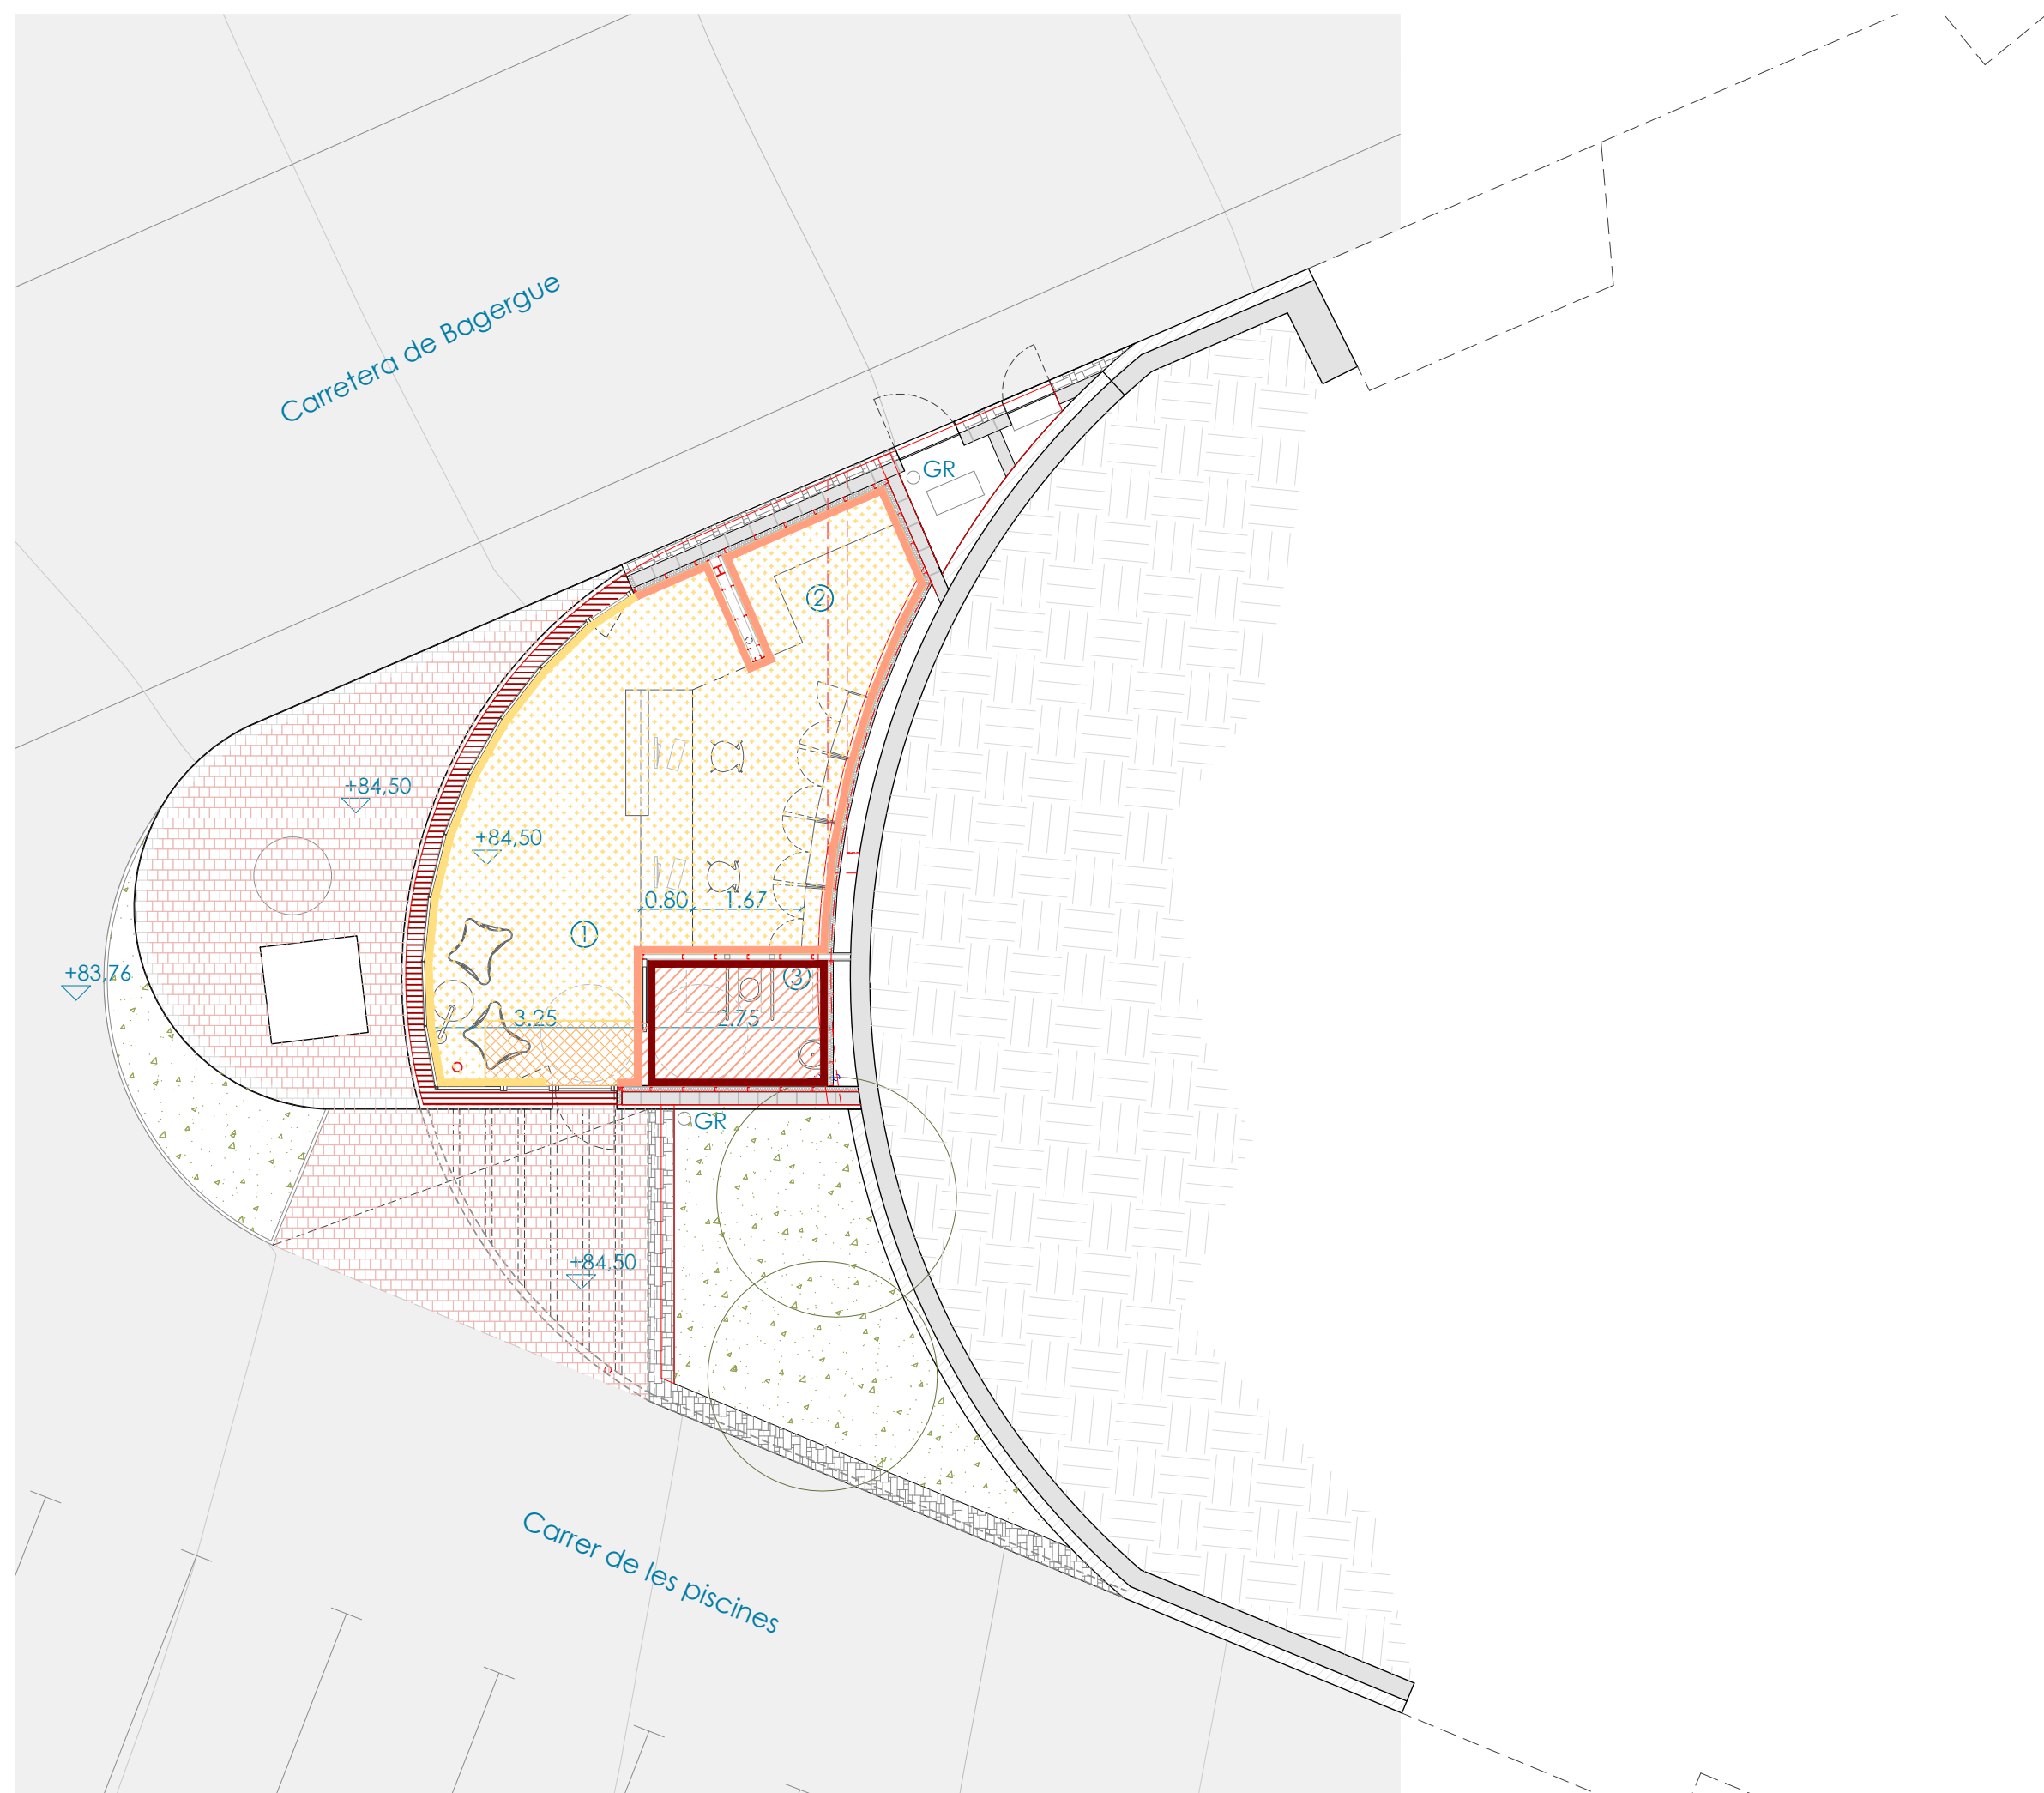 Carretera de Bagergue
GR
2
+84,50
+84,50
0.80
1.67
1
+83,76
3
3.25
2.75
GR
+84,50
Carrer de les piscines